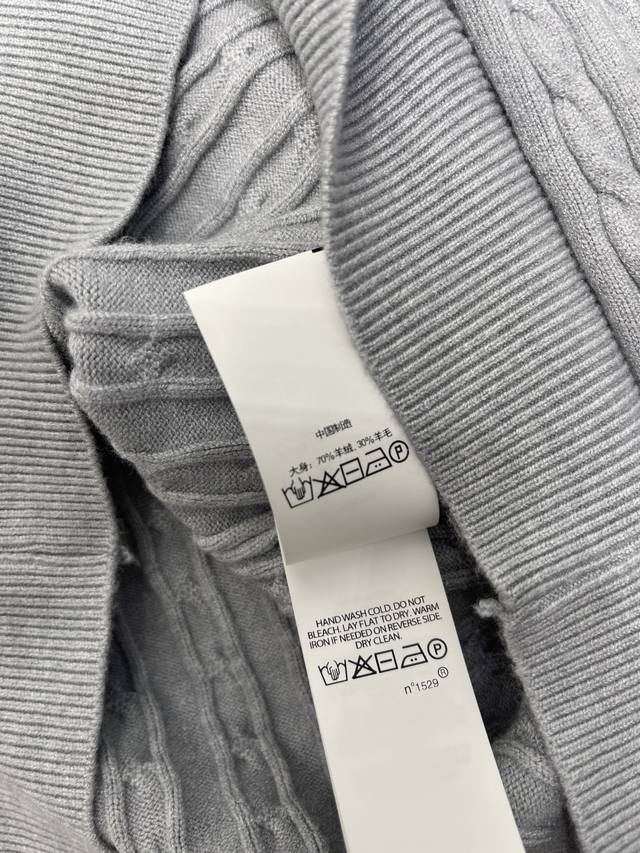 中国制造
大身: 70%羊绒, 30%羊毛
P
HAND WASH COLD. DO NOT
BLEACH. LAY FLAT TO DRY. WARM
IRON IF NEEDED ON REVERSE SIDE.
DRY CLEAN.
P
n°1529 ®